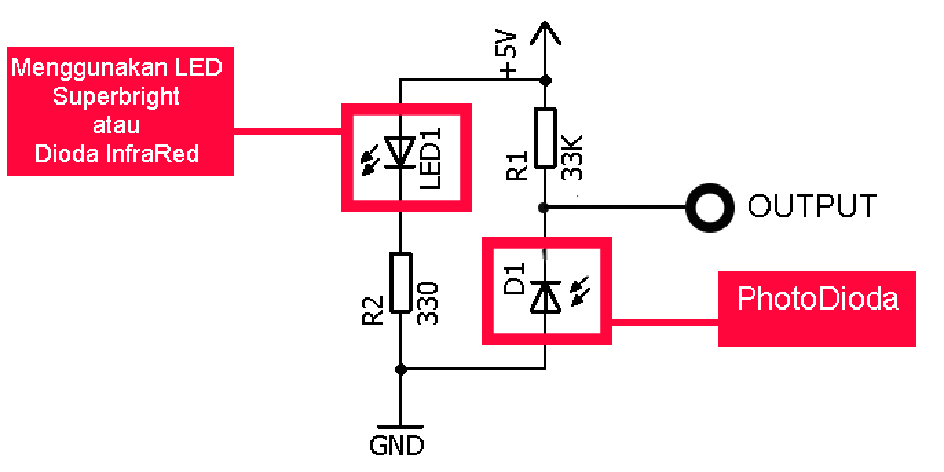 Menggunakan LED
Superbright
atau
Dioda InfraRed
+5V
LED1
R1
33K
OUTPUT
D1
R2
330
PhotoDioda
GND